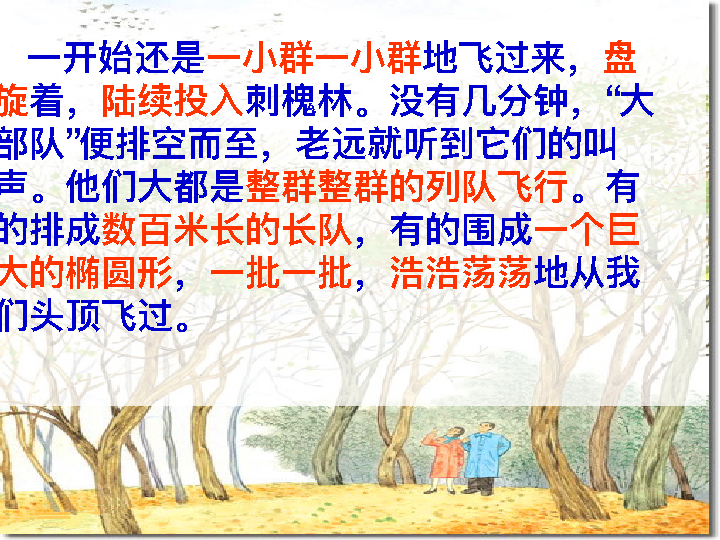 一开始还是一小群一小群地飞过来，盘
旋着，陆续投入刺槐林。没有几分钟，“大
部队”便排空而至，老远就听到它们的叫
声。他们大都是整群整群的列队飞行。有
的排成数百米长的长队，有的围成一个巨
大的椭圆形，一批一批，浩浩荡荡地从我
们头顶飞过。